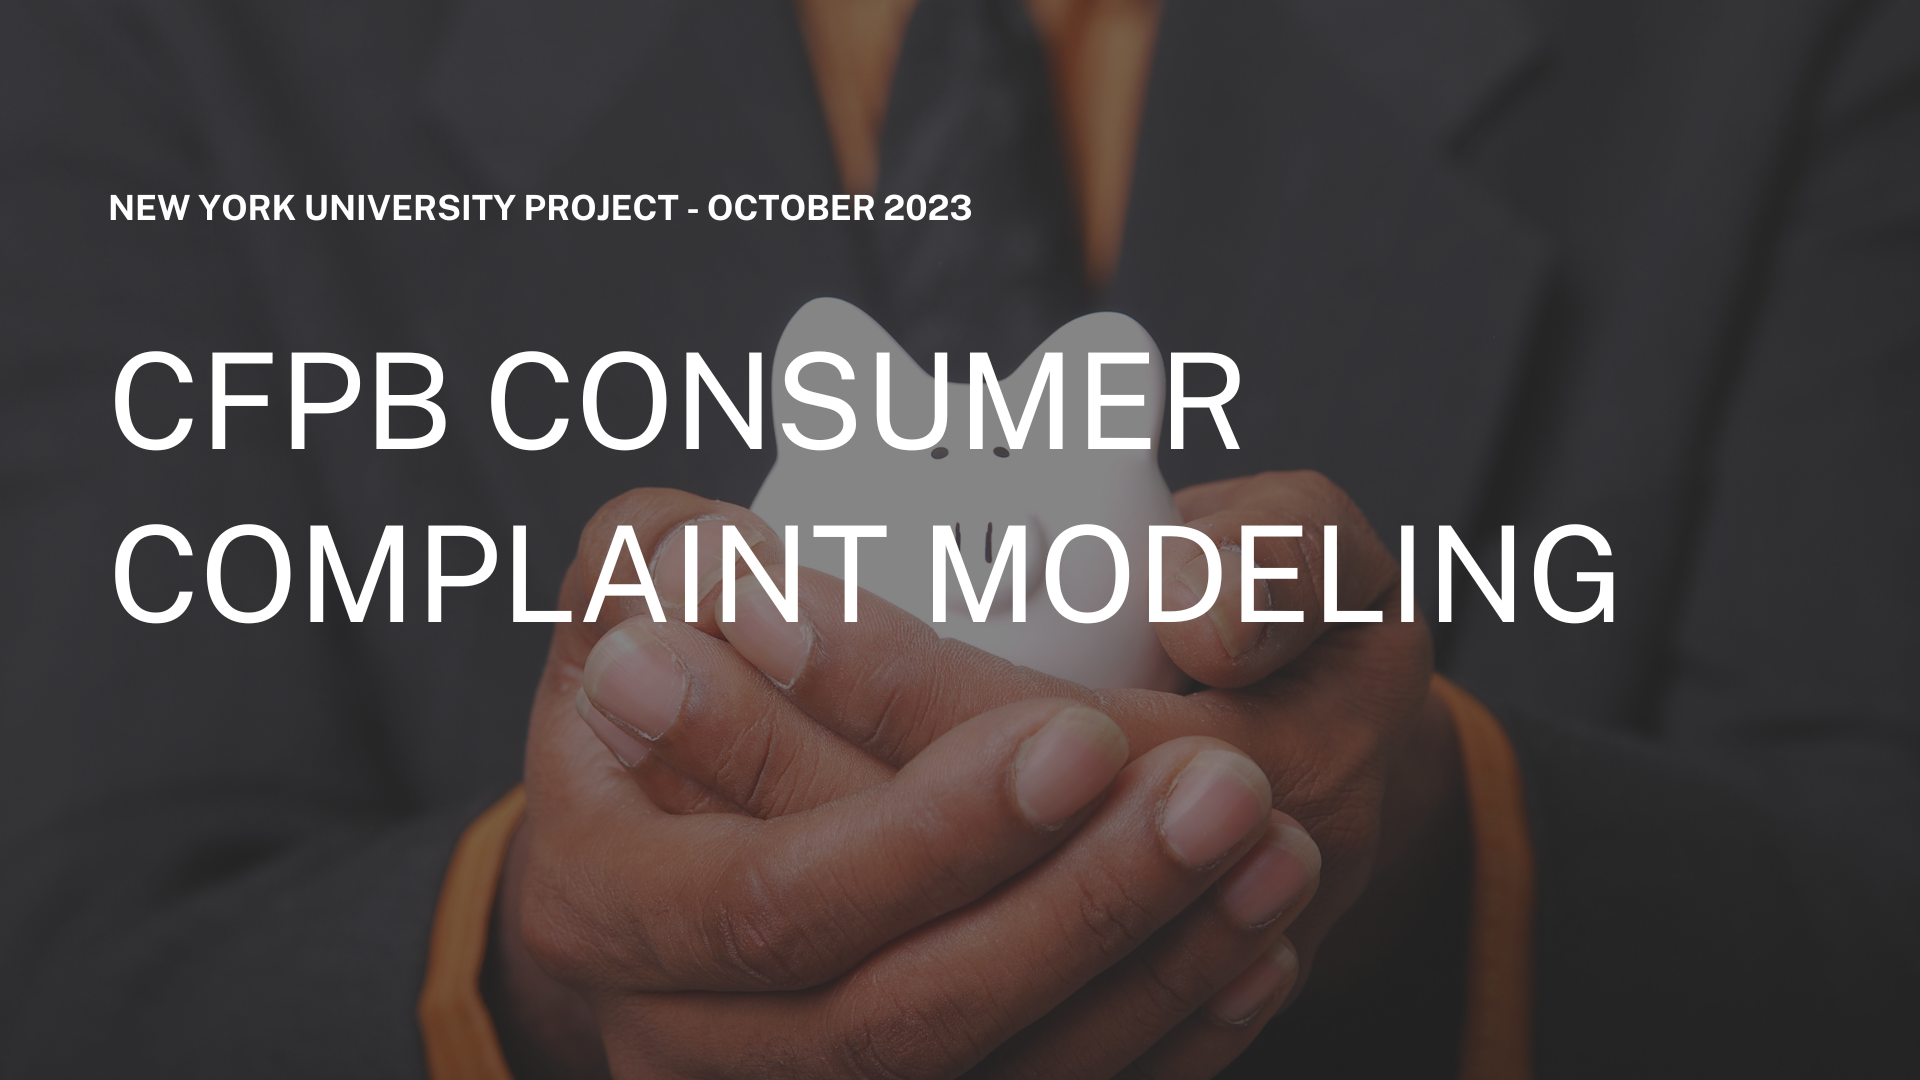 NEW YORK UNIVERSITY PROJECT - OCTOBER 2023
CFPB CONSUMER
COMPLAINT MODELING